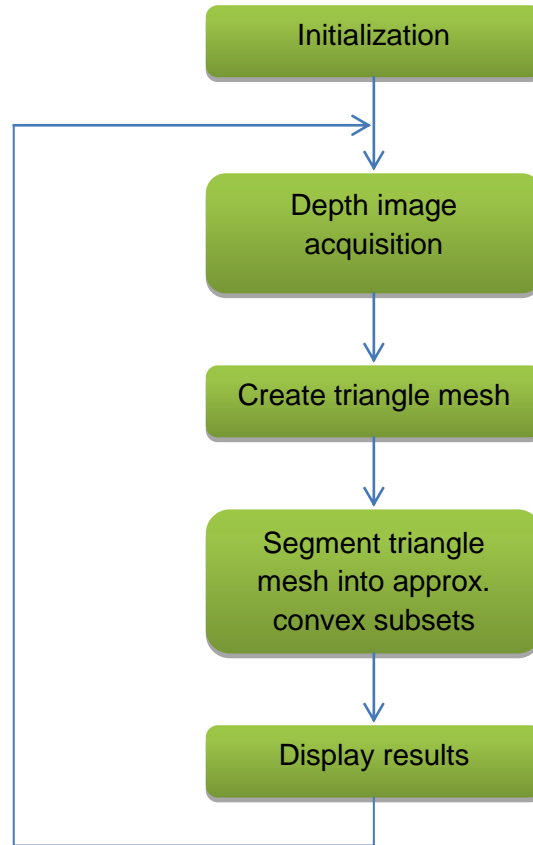 Initialization
Depth image
acquisition
Create triangle mesh
Segment triangle
mesh into approx.
convex subsets
Display results